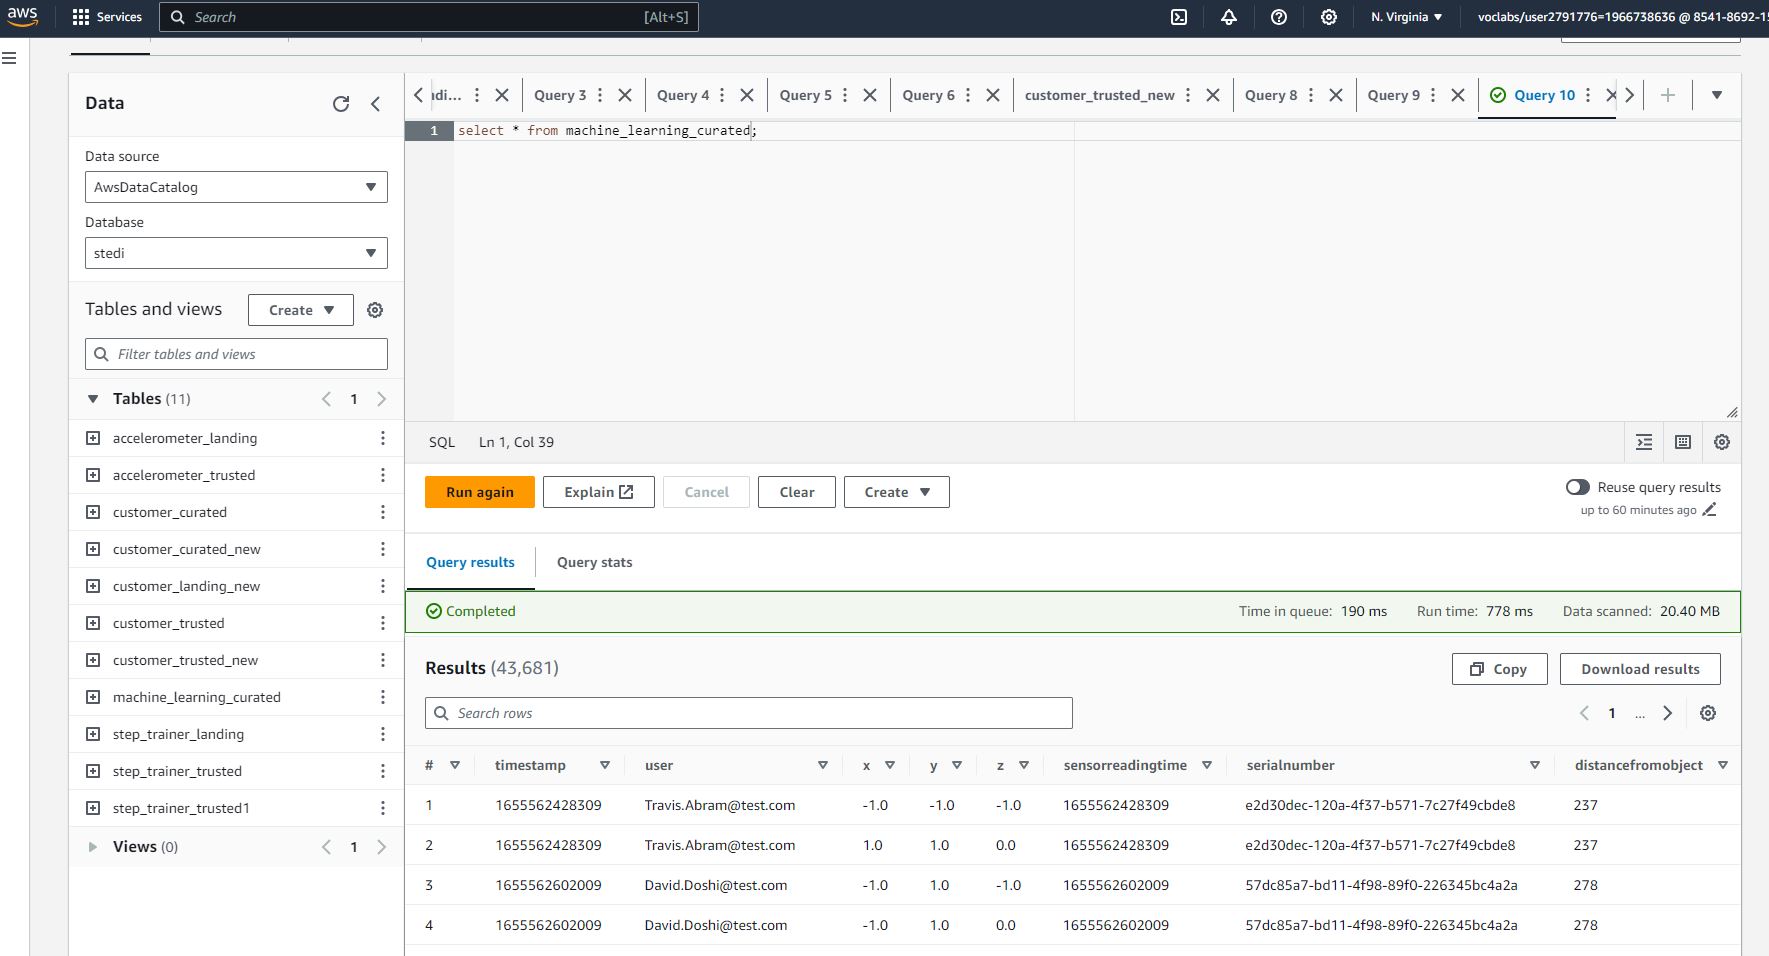 aws
Services
Search
[Alt+S]
N. Virginia
voclabs/user2791776=1966738636 @ 8541-8692-1
Data
Data source
AwsDataCatalog
Database
stedi
Tables and views
Create
Filter tables and views
Tables (11)
1
accelerometer_landing
accelerometer_trusted
customer_curated
customer_curated_new
customer_landing_new
customer_trusted
customer_trusted_new
machine_learning_curated
step_trainer_landing
step_trainer_trusted
step_trainer_trusted1
Views (0)
1
ndi...
Query 3
Query 4
Query 5
Query 6
customer_trusted_new
Query 8
Query 9
Query 10
1 select * from machine_learning_curated;
SQL Ln 1, Col 39
Run again
Explain
Cancel
Clear
Create
Reuse query results
up to 60 minutes ago
Query results
Query stats
Completed
Time in queue: 190 ms Run time: 778 ms Data scanned: 20.40 MB
Results (43,681)
Copy
Download results
Search rows
1 ...
# timestamp user x y z sensorreadingtime serialnumber distancefromobject
1 1655562428309 Travis.Abram@test.com -1.0 -1.0 -1.0 1655562428309 e2d30dec-120a-4f37-b571-7c27f49cbde8 237
2 1655562428309 Travis.Abram@test.com 1.0 1.0 0.0 1655562428309 e2d30dec-120a-4f37-b571-7c27f49cbde8 237
3 1655562602009 David.Doshi@test.com -1.0 1.0 -1.0 1655562602009 57dc85a7-bd11-4f98-89f0-226345bc4a2a 278
4 1655562602009 David.Doshi@test.com -1.0 1.0 0.0 1655562602009 57dc85a7-bd11-4f98-89f0-226345bc4a2a 278